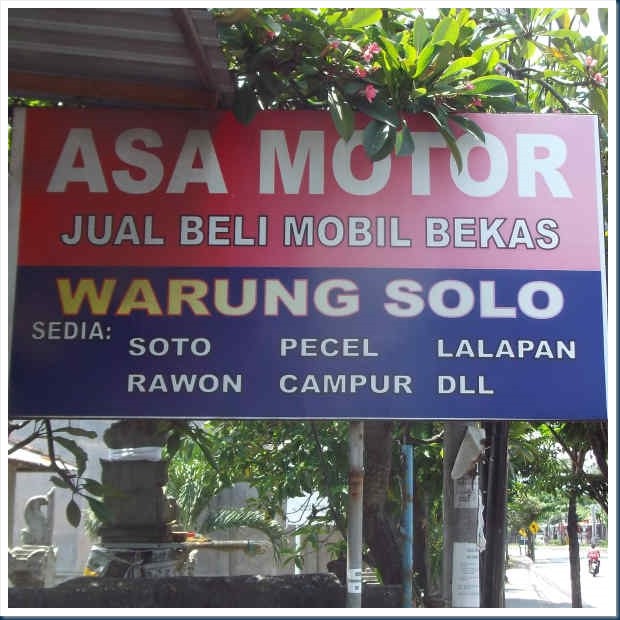 ASA MOTOR
JUAL BELI MOBIL BEKAS
WARUNG SOLO
SEDIA:
SOTO PECEL LALAPAN
RAWON CAMPUR DLL